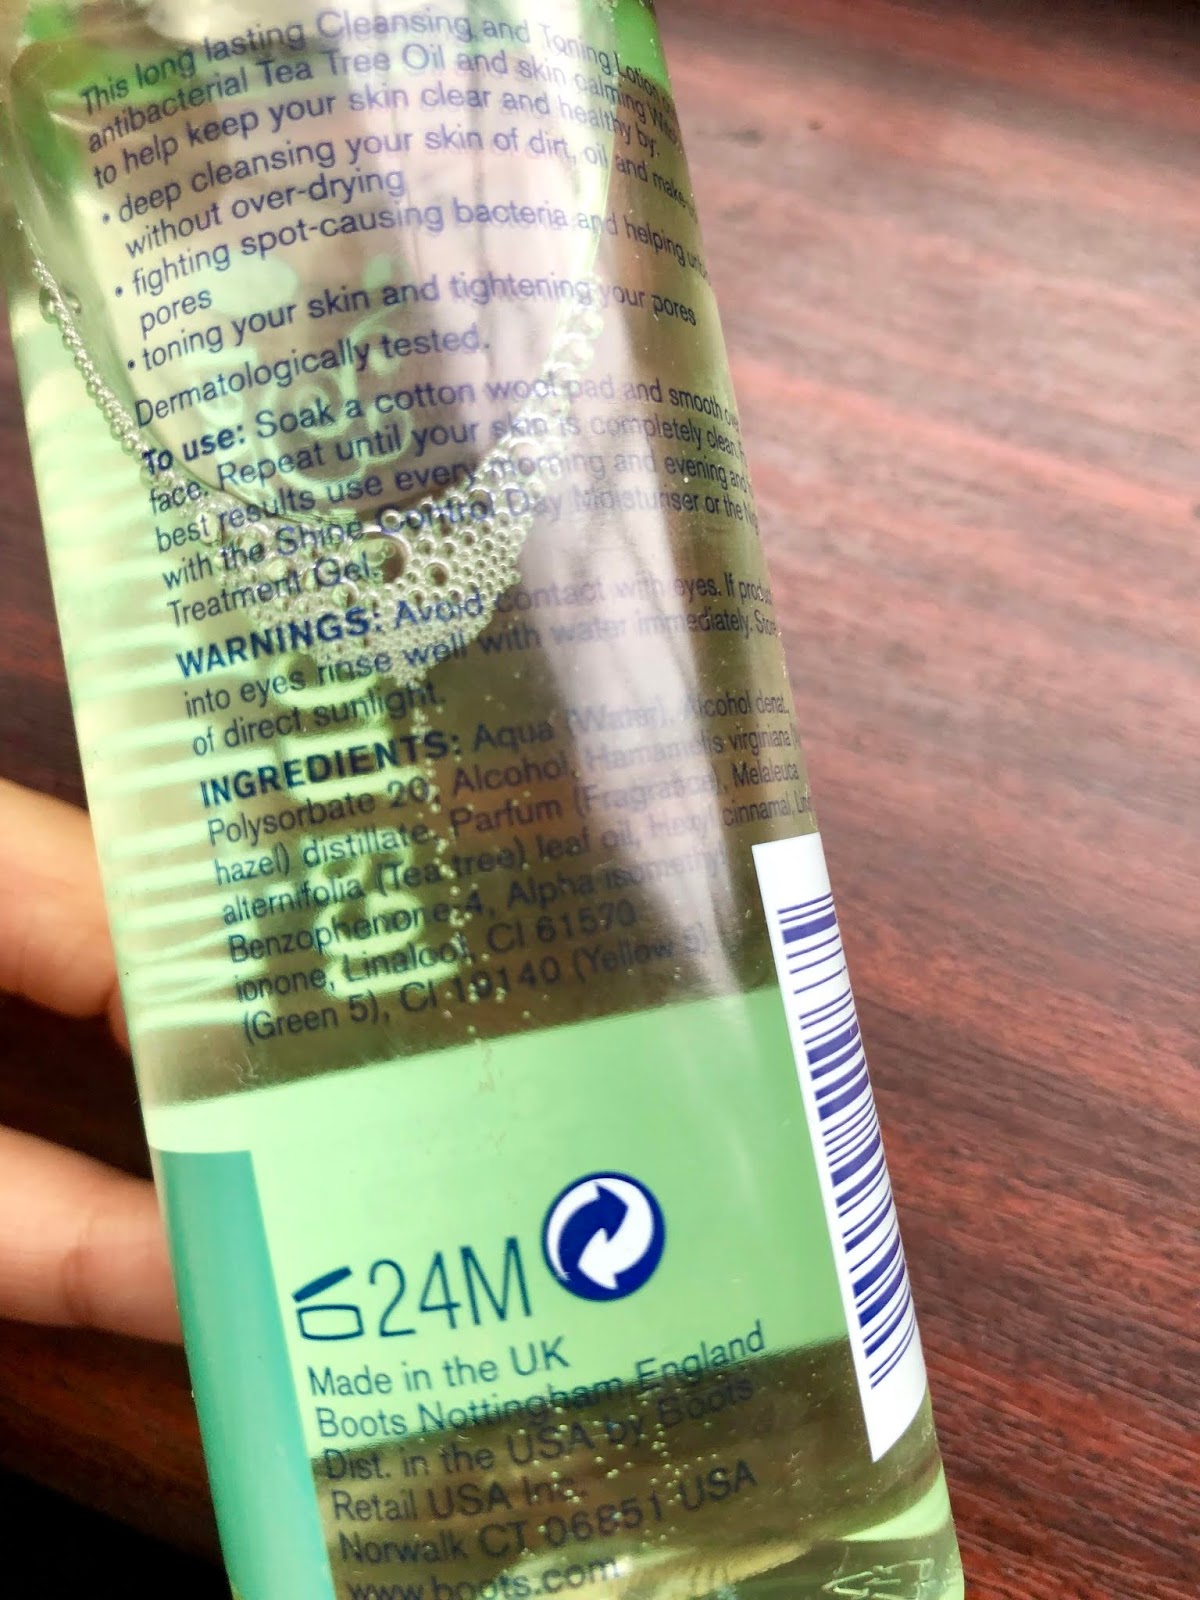 This long lasting Cleansing and Toning Lotion
antibacterial Tea Tree Oil and skin calming
to help keep your skin clear and healthy by:
• deep cleansing your skin of dirt, oil and make-
without over-drying
• fighting spot-causing bacteria and helping
pores
• toning your skin and tightening your pores
Dermatologically tested.
To use: Soak a cotton wool pad and smooth
face. Repeat until your skin is completely clean.
best results use every morning and evening and
with the Shine Control Day Moisturiser or the
Treatment Gel.
WARNINGS: Avoid contact with eyes. If
into eyes rinse well with water immediately.
of direct sunlight.
INGREDIENTS: Aqua (Water), Alcohol denat.,
Polysorbate 20, Alcohol, Hamamelis virginiana
hazel) distillate, Parfum (Fragrance), Melaleuca
alternifolia (Tea tree) leaf oil, Hexyl cinnamal,
Benzophenone-4, Alpha-isomethyl
ionone, Linalool, CI 61570
(Green 5), CI 19140 (Yellow 5)
24M
Made in the U.K
Boots Nottingham England
Dist. in the USA by Boots
Retail USA Inc.
Norwalk CT 06851 USA
www.boots.com